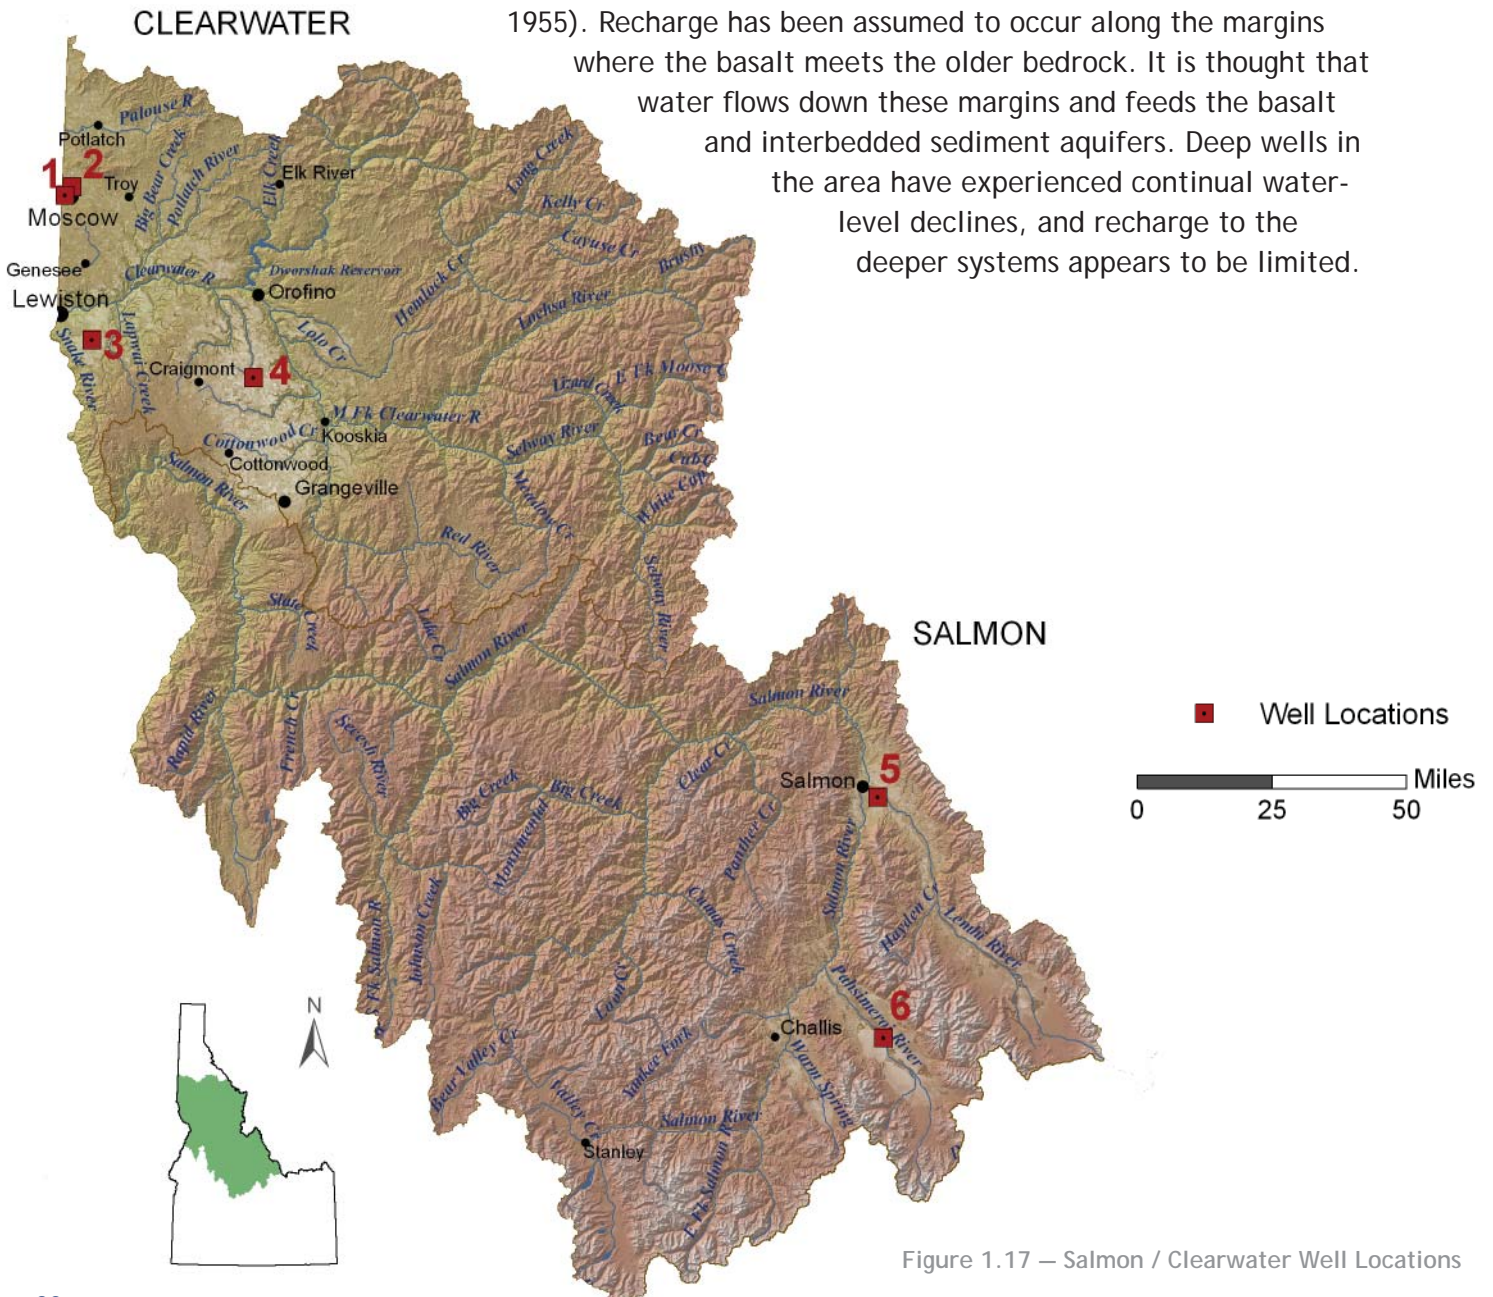 CLEARWATER
1955). Recharge has been assumed to occur along the margins
where the basalt meets the older bedrock. It is thought that
water flows down these margins and feeds the basalt
and interbedded sediment aquifers. Deep wells in
the area have experienced continual water-
level declines, and recharge to the
deeper systems appears to be limited.
Palouse R
Potlatch
1
2
Troy
Moscow
Big Bear Creek
Potlatch River
Elk Creek
Elk River
Long Creek
Kelly Cr
Cayuse Cr
Brushy
Genesee
Clearwater R
Dworshak Reservoir
Hemlock Cr
Lewiston
Orofino
Lochsa River
Lolo Cr
Snake River
3
Lapwai Creek
Craigmont
4
Lizard Creek
E Fk Moose C
M Fk Clearwater R
Kooskia
Cottonwood Cr
Cottonwood
Selway River
Bear Cr
Cub C
White Cap
Salmon River
Grangeville
Meadow Cr
Red River
Selway River
Slate Creek
Lake Cr
Salmon River
SALMON
Salmon River
Rapid River
French Cr
Secesh River
Clear Cr
Well Locations
Salmon
5
Miles
0
25
50
Big Creek
Big Creek
Monumental
Panther Cr
Salmon River
Camas Creek
Hayden Cr
Lemhi River
S Fk Salmon R
Johnson Creek
Loon Cr
Pahsimeroi River
6
N
Challis
Bear Valley Cr
Yankee Fork
Warm Spring
Valley Cr
Salmon River
Stanley
E Fk Salmon R
Figure 1.17 — Salmon / Clearwater Well Locations